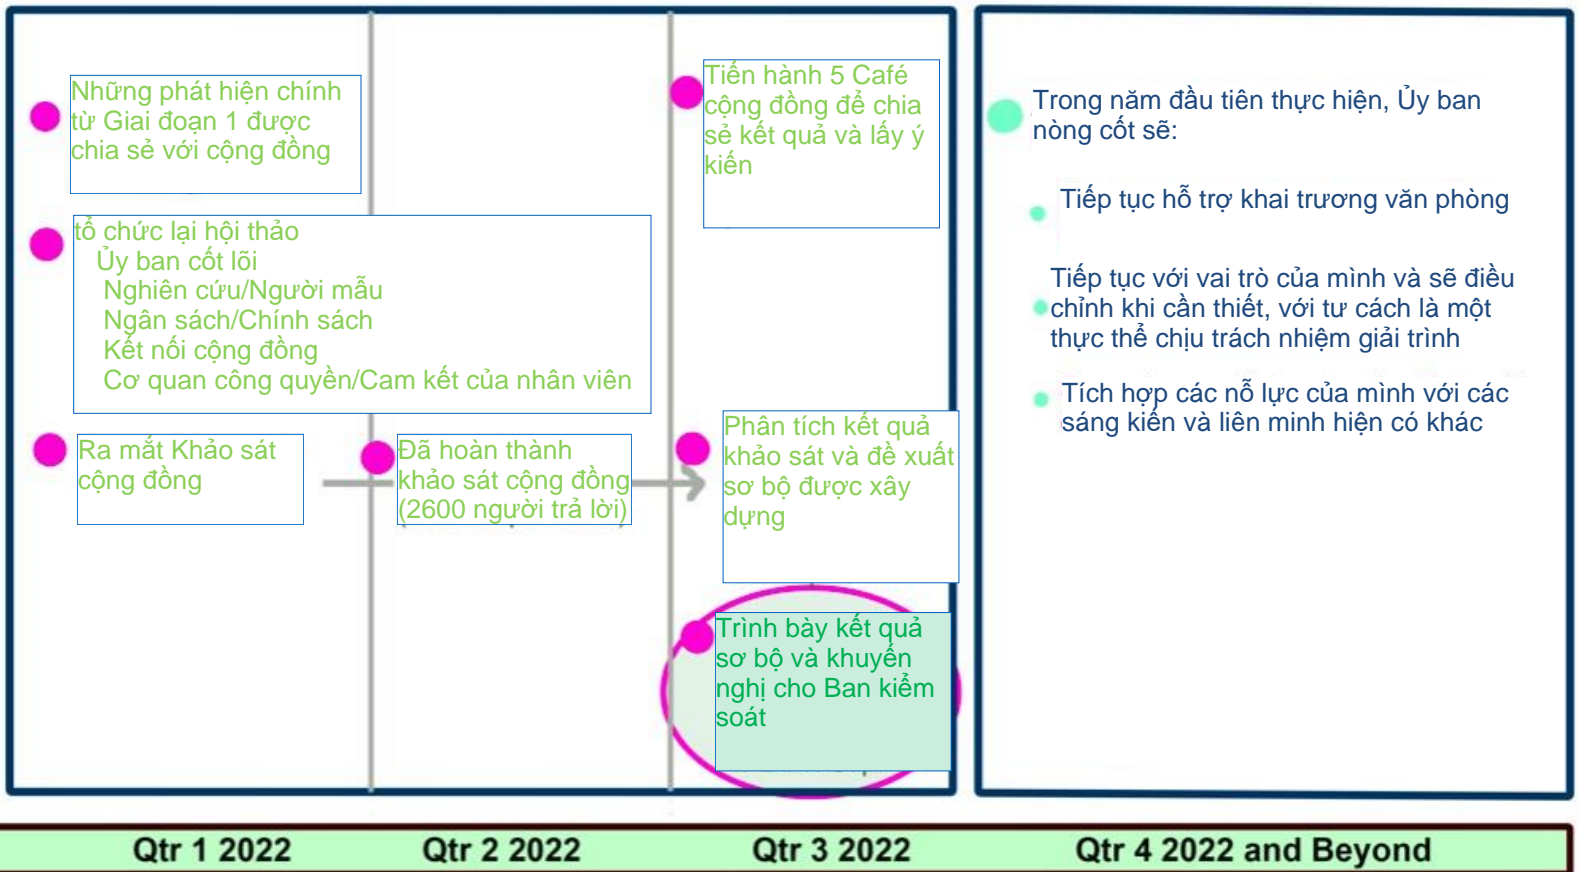 Những phát hiện chính
từ Giai đoạn 1 được
chia sẻ với cộng đồng
tổ chức lại hội thảo
Ủy ban cốt lõi
Nghiên cứu/Người mẫu
Ngân sách/Chính sách
Kết nối cộng đồng
Cơ quan công quyền/Cam kết của nhân viên
Ra mắt Khảo sát
cộng đồng
Đã hoàn thành
khảo sát cộng đồng
(2600 người trả lời)
Tiến hành 5 Café
cộng đồng để chia
sẻ kết quả và lấy ý
kiến
Phân tích kết quả
khảo sát và đề xuất
sơ bộ được xây
dựng
Trình bày kết quả
sơ bộ và khuyến
nghị cho Ban kiểm
soát
Trong năm đầu tiên thực hiện, Ủy ban
nòng cốt sẽ:
Tiếp tục hỗ trợ khai trương văn phòng
Tiếp tục với vai trò của mình và sẽ điều
chỉnh khi cần thiết, với tư cách là một
thực thể chịu trách nhiệm giải trình
Tích hợp các nỗ lực của mình với các
sáng kiến và liên minh hiện có khác
Qtr 1 2022
Qtr 2 2022
Qtr 3 2022
Qtr 4 2022 and Beyond